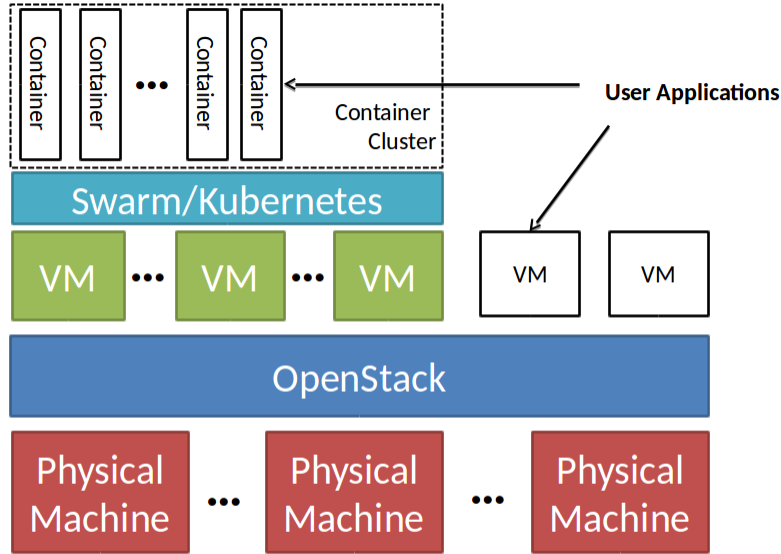 Container
Container
•••
Container
Container
Container
Cluster
User Applications
Swarm/Kubernetes
VM
•••
VM
•••
VM
VM
VM
OpenStack
Physical
Machine
•••
Physical
Machine
•••
Physical
Machine